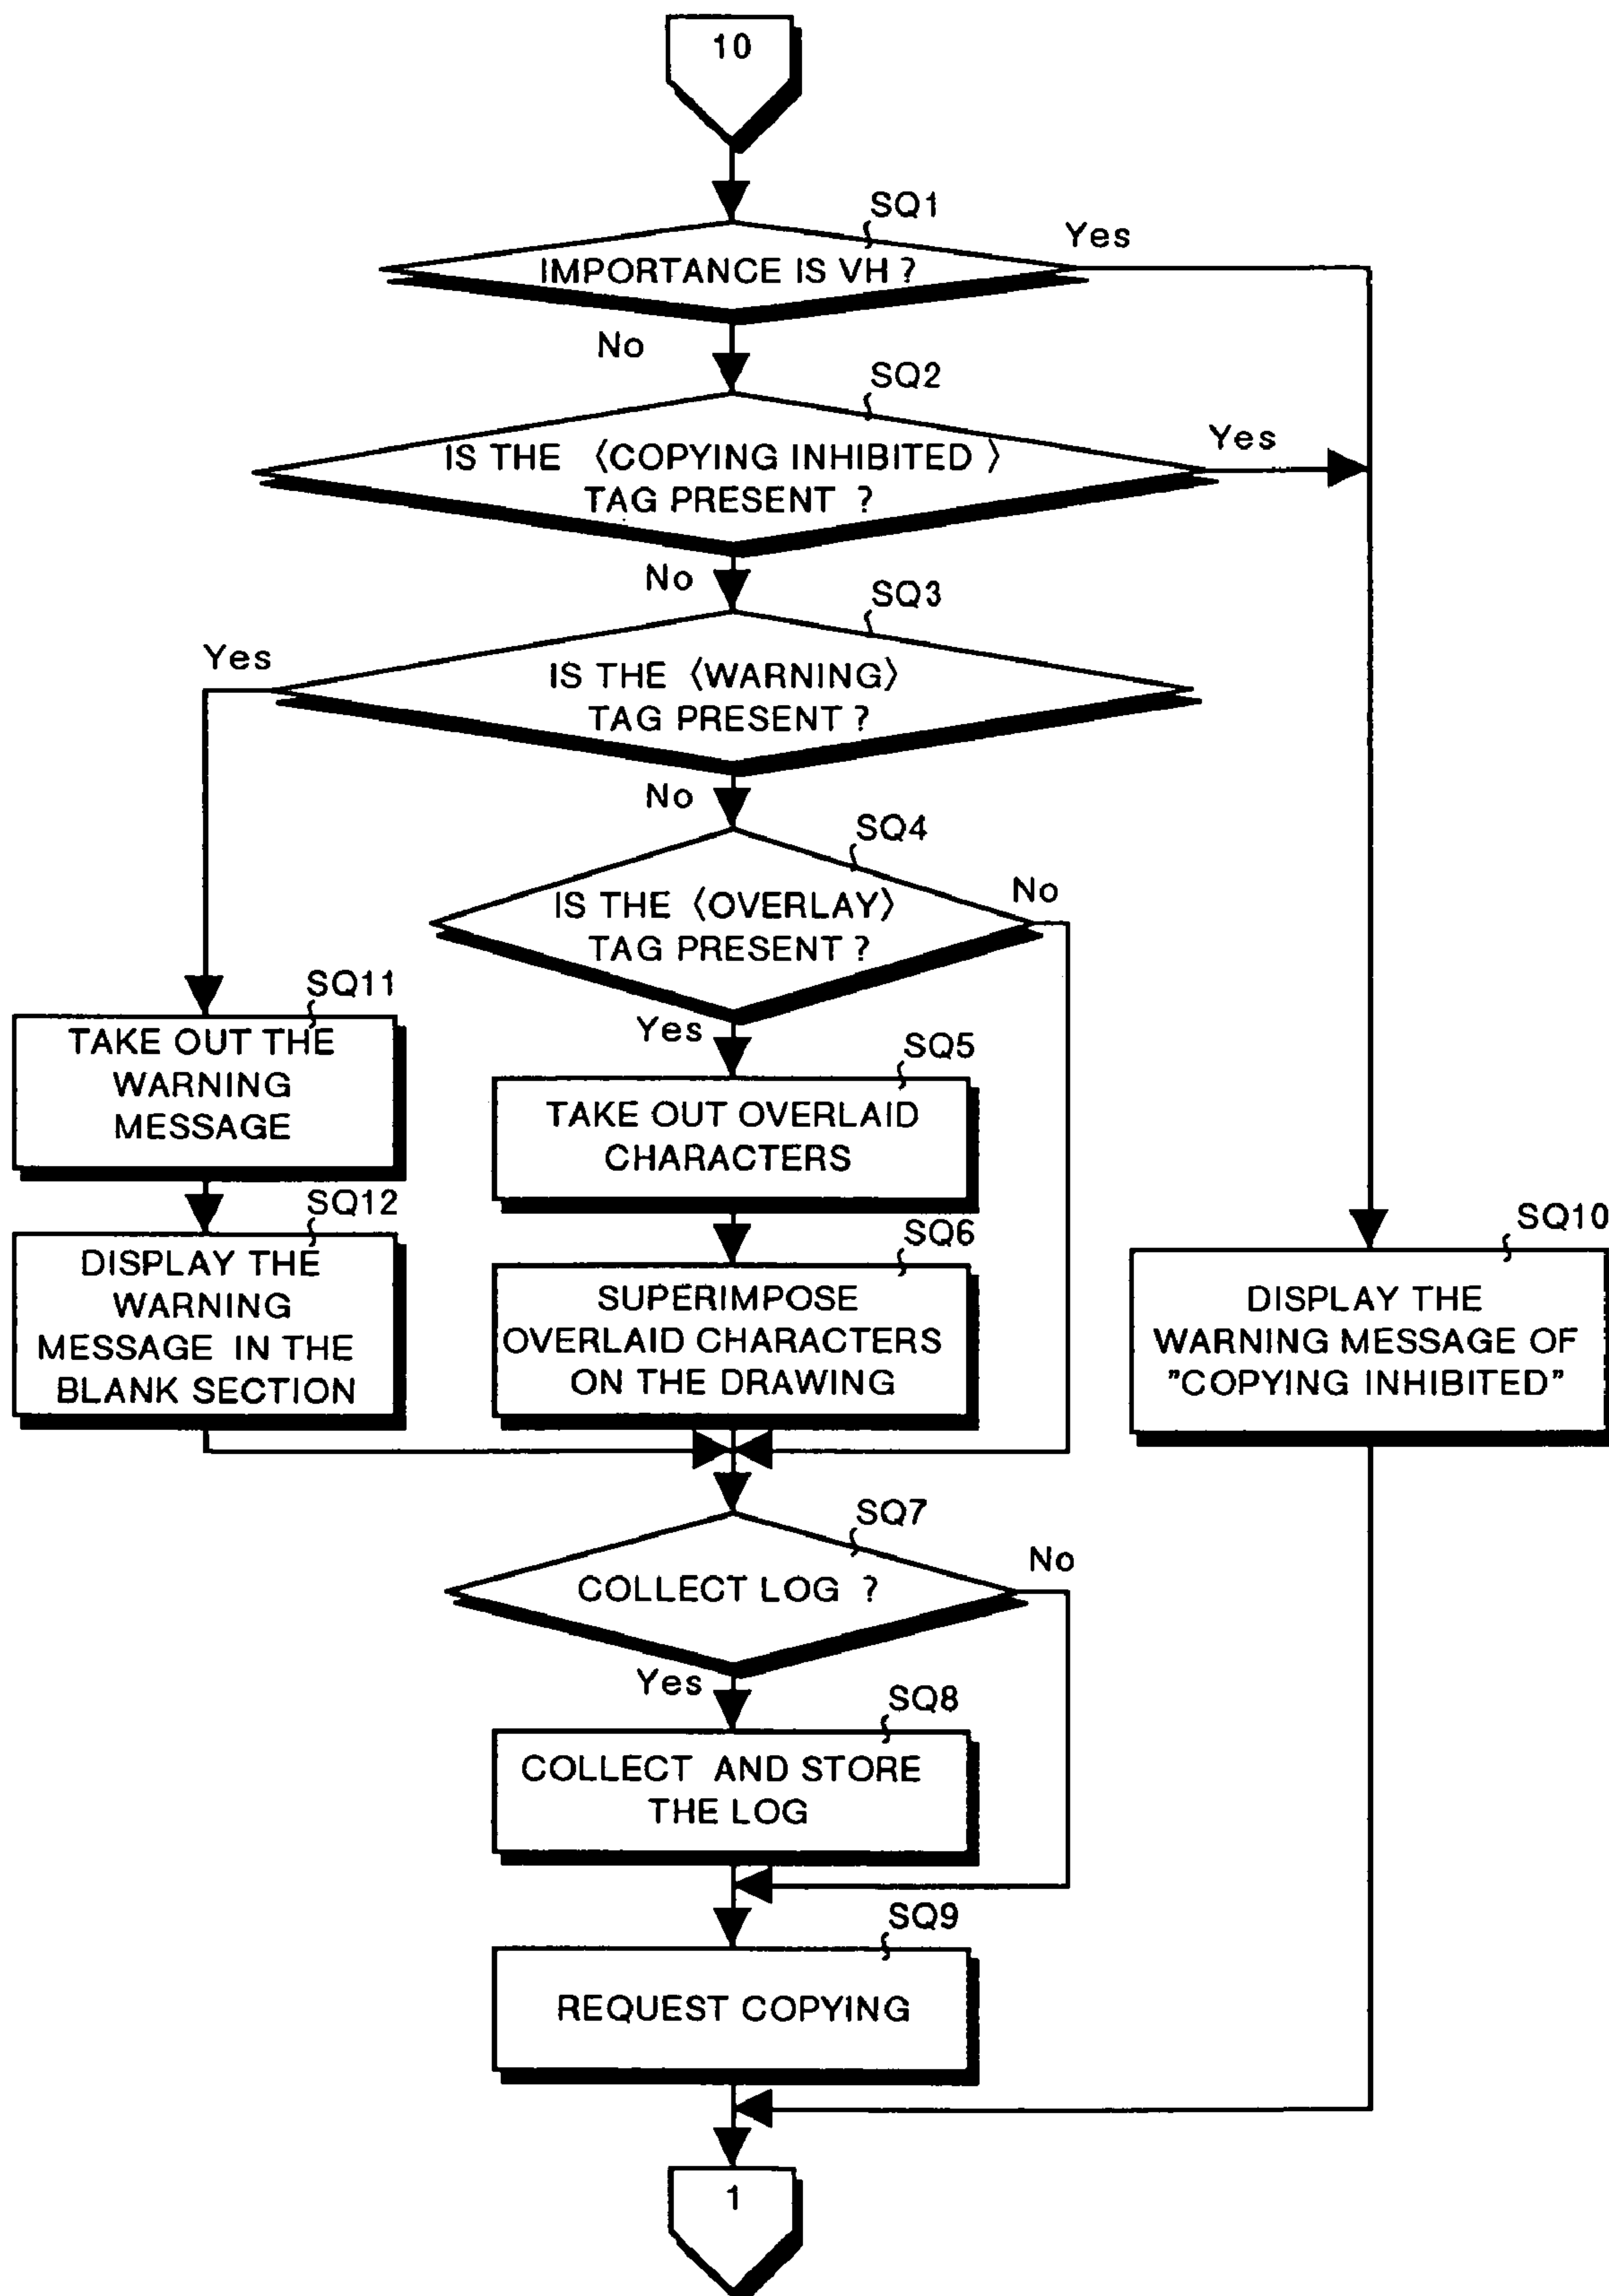 10
SQ1
Yes
IMPORTANCE IS VH ?
No
SQ2
Yes
IS THE 〈COPYING INHIBITED 〉
TAG PRESENT ?
No
SQ3
Yes
IS THE 〈WARNING〉
TAG PRESENT ?
No
SQ4
No
IS THE 〈OVERLAY〉
TAG PRESENT ?
Yes
SQ11
TAKE OUT THE
WARNING
MESSAGE
SQ5
TAKE OUT OVERLAID
CHARACTERS
SQ12
DISPLAY THE
WARNING
MESSAGE IN THE
BLANK SECTION
SQ6
SUPERIMPOSE
OVERLAID CHARACTERS
ON THE DRAWING
SQ10
DISPLAY THE
WARNING MESSAGE OF
"COPYING INHIBITED"
SQ7
No
COLLECT LOG ?
Yes
SQ8
COLLECT AND STORE
THE LOG
SQ9
REQUEST COPYING
1